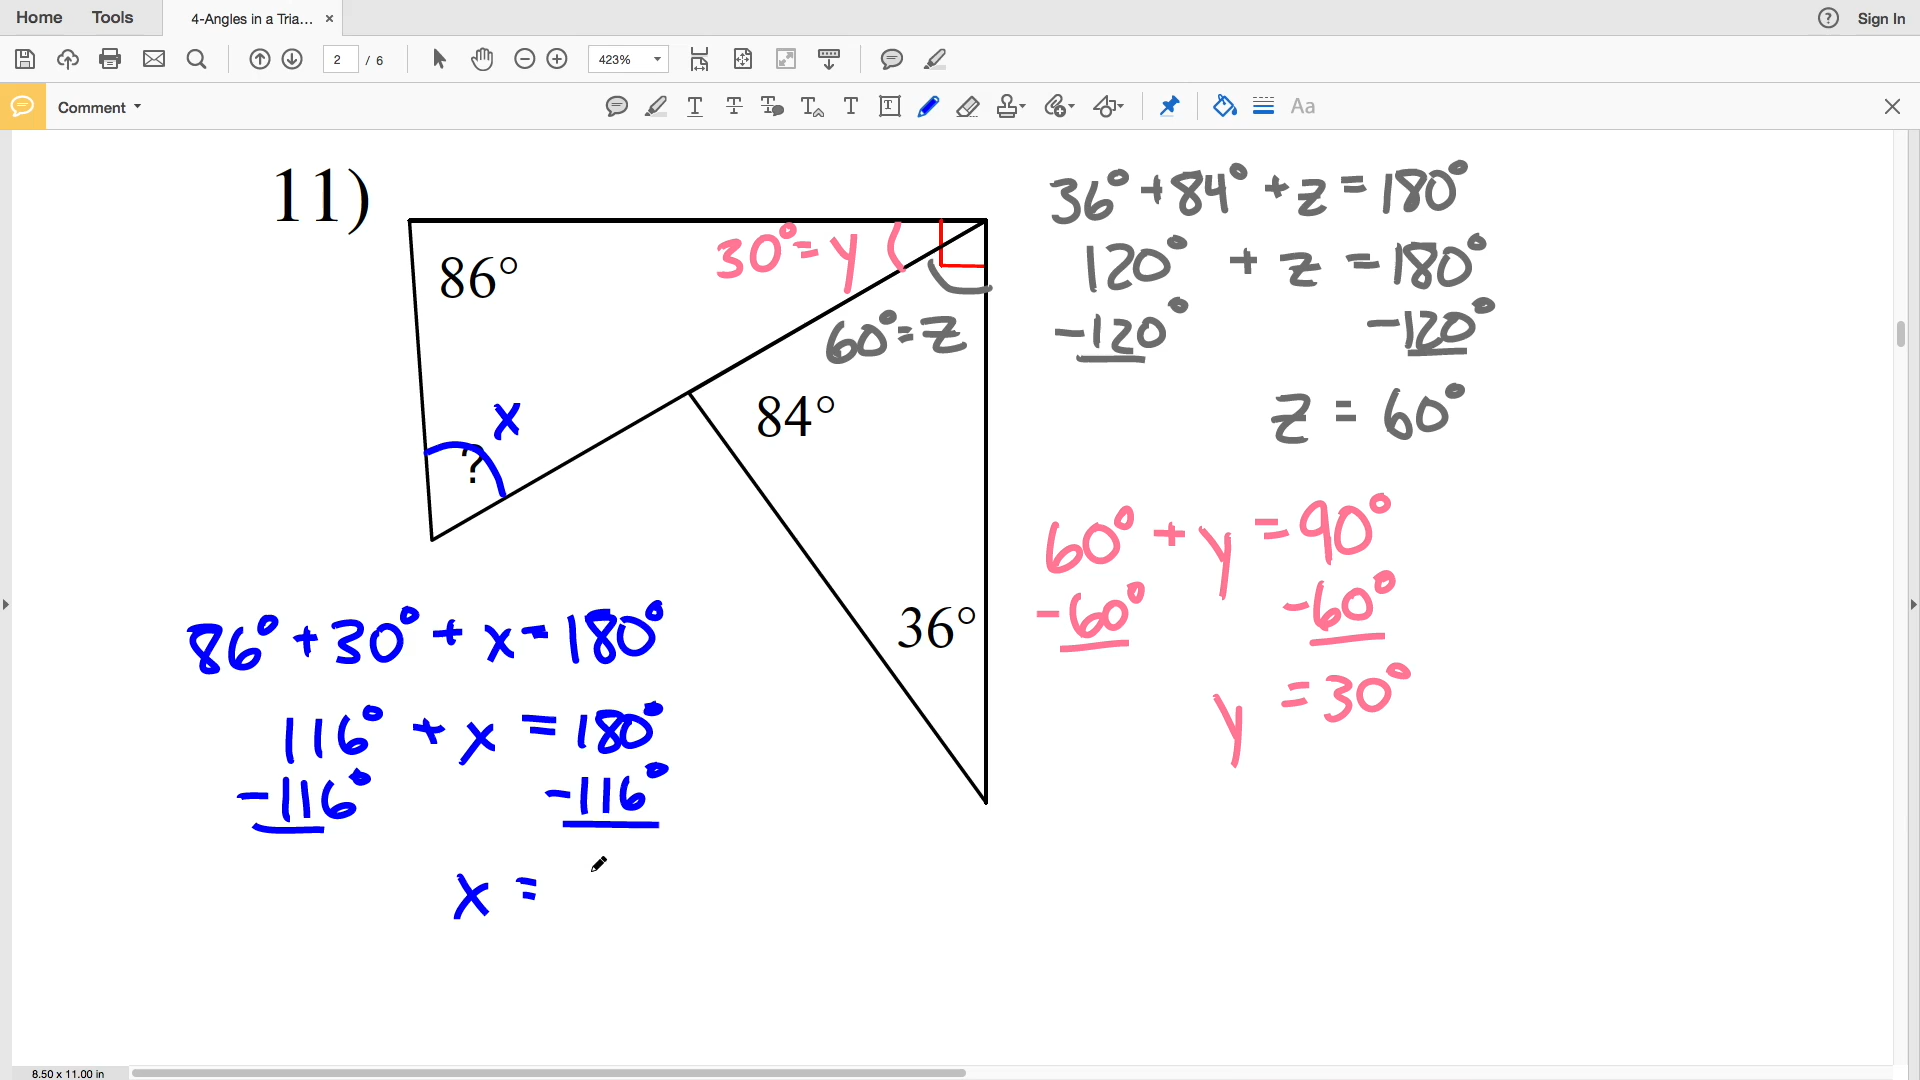 Home Tools 4-Angles in a Tria... × ? Sign In
2 / 6 423%
Comment T T T T T T Aa
11)
86°
30°=y
60°=z
x
?
84°
36°
36°+84°+z=180°
120° + z =180°
-120° -120°
z = 60°
60°+y=90°
-60° -60°
y =30°
86°+30°+x=180°
116° + x =180°
-116° -116°
x =
8.50 x 11.00 in